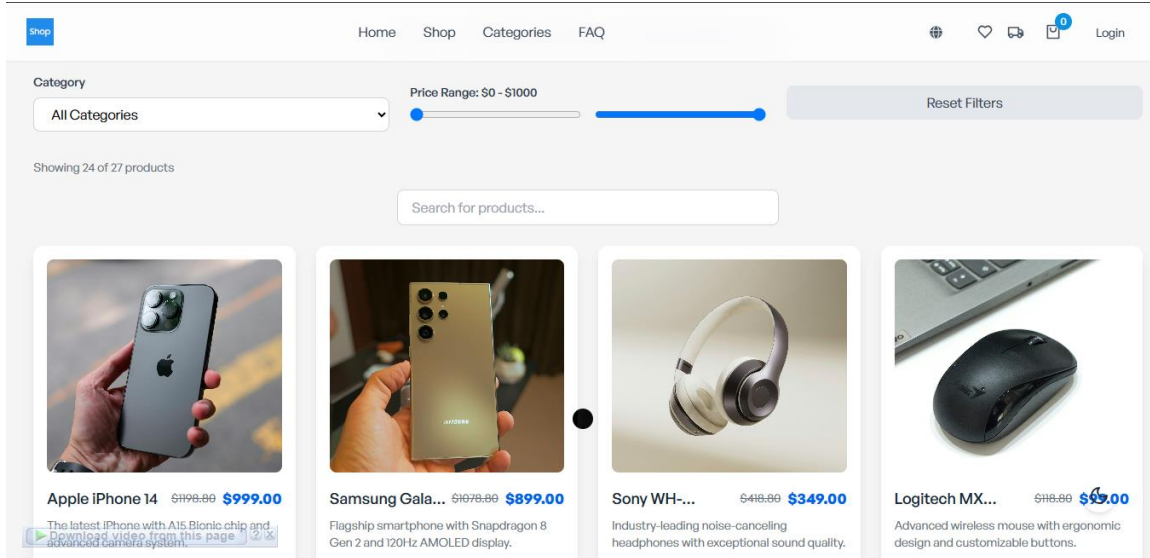 Shop
Home Shop Categories FAQ
0
Login
Category
Price Range: $0 - $1000
All Categories
Reset Filters
Showing 24 of 27 products
Search for products...
Apple iPhone 14 $1198.80 $999.00
The latest iPhone with A15 Bionic chip and
advanced camera system.
Download video from this page ? X
Samsung Gala... $1078.80 $899.00
Flagship smartphone with Snapdragon 8
Gen 2 and 120Hz AMOLED display.
SAMSUNG
Sony WH-... $418.80 $349.00
Industry-leading noise-canceling
headphones with exceptional sound quality.
Logitech MX... $118.80 $99.00
Advanced wireless mouse with ergonomic
design and customizable buttons.